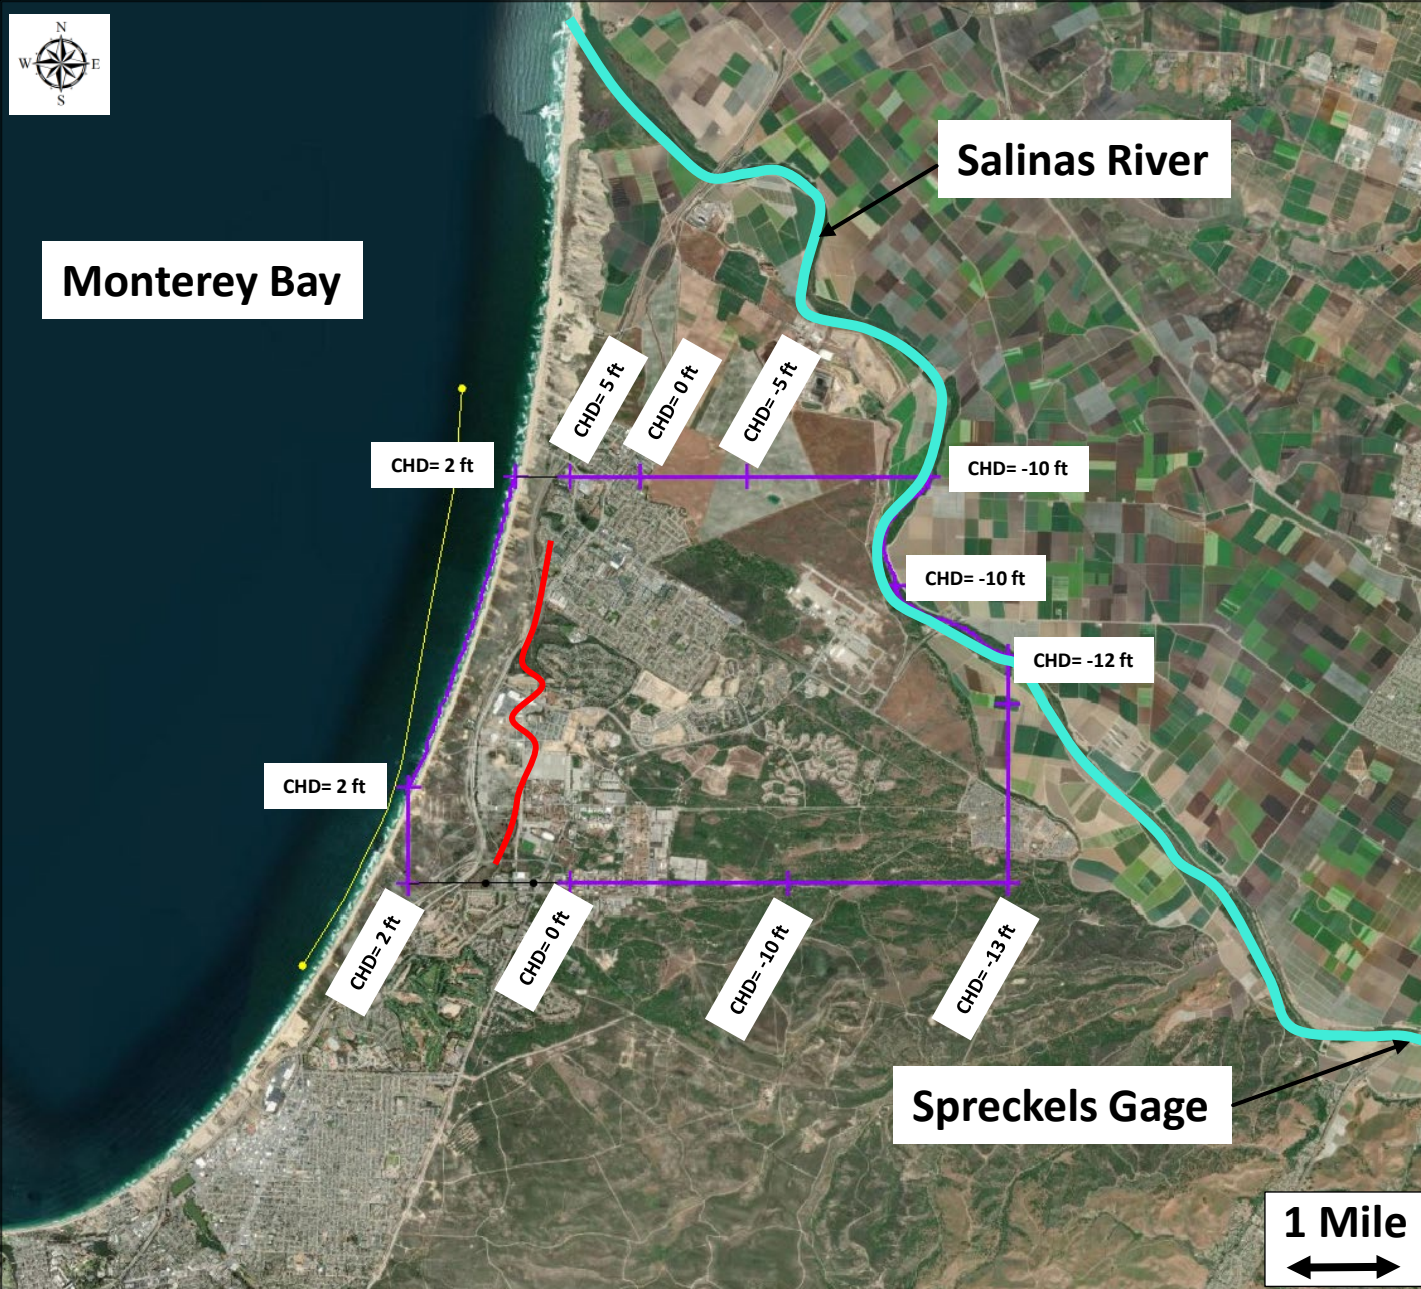 N
W E
S
Salinas River
Monterey Bay
CHD= 5 ft
CHD= 0 ft
CHD= -5 ft
CHD= 2 ft
CHD= -10 ft
CHD= -10 ft
CHD= -12 ft
CHD= 2 ft
CHD= 2 ft
CHD= 0 ft
CHD= -10 ft
CHD= -13 ft
Spreckels Gage
1 Mile